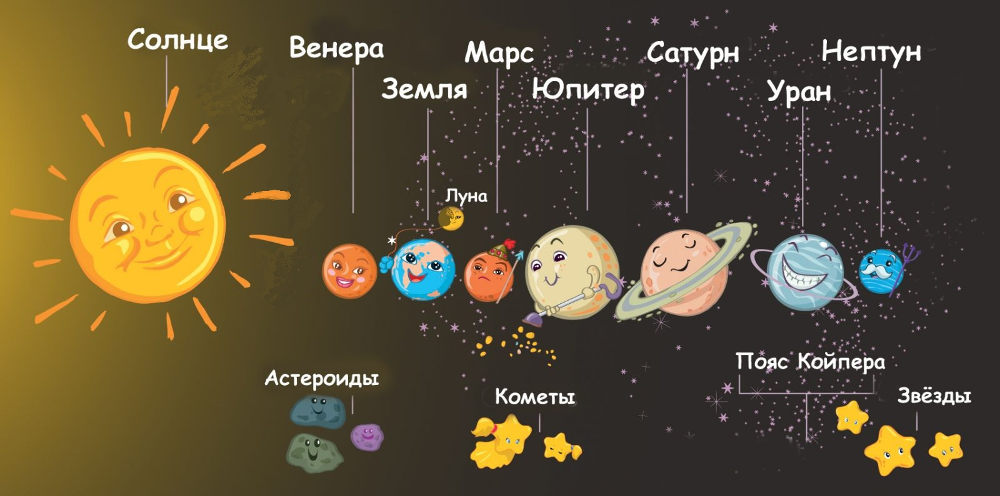 Солнце
Венера
Земля
Марс
Юпитер
Сатурн
Уран
Нептун
Луна
Астероиды
Кометы
Пояс Койпера
Звёзды